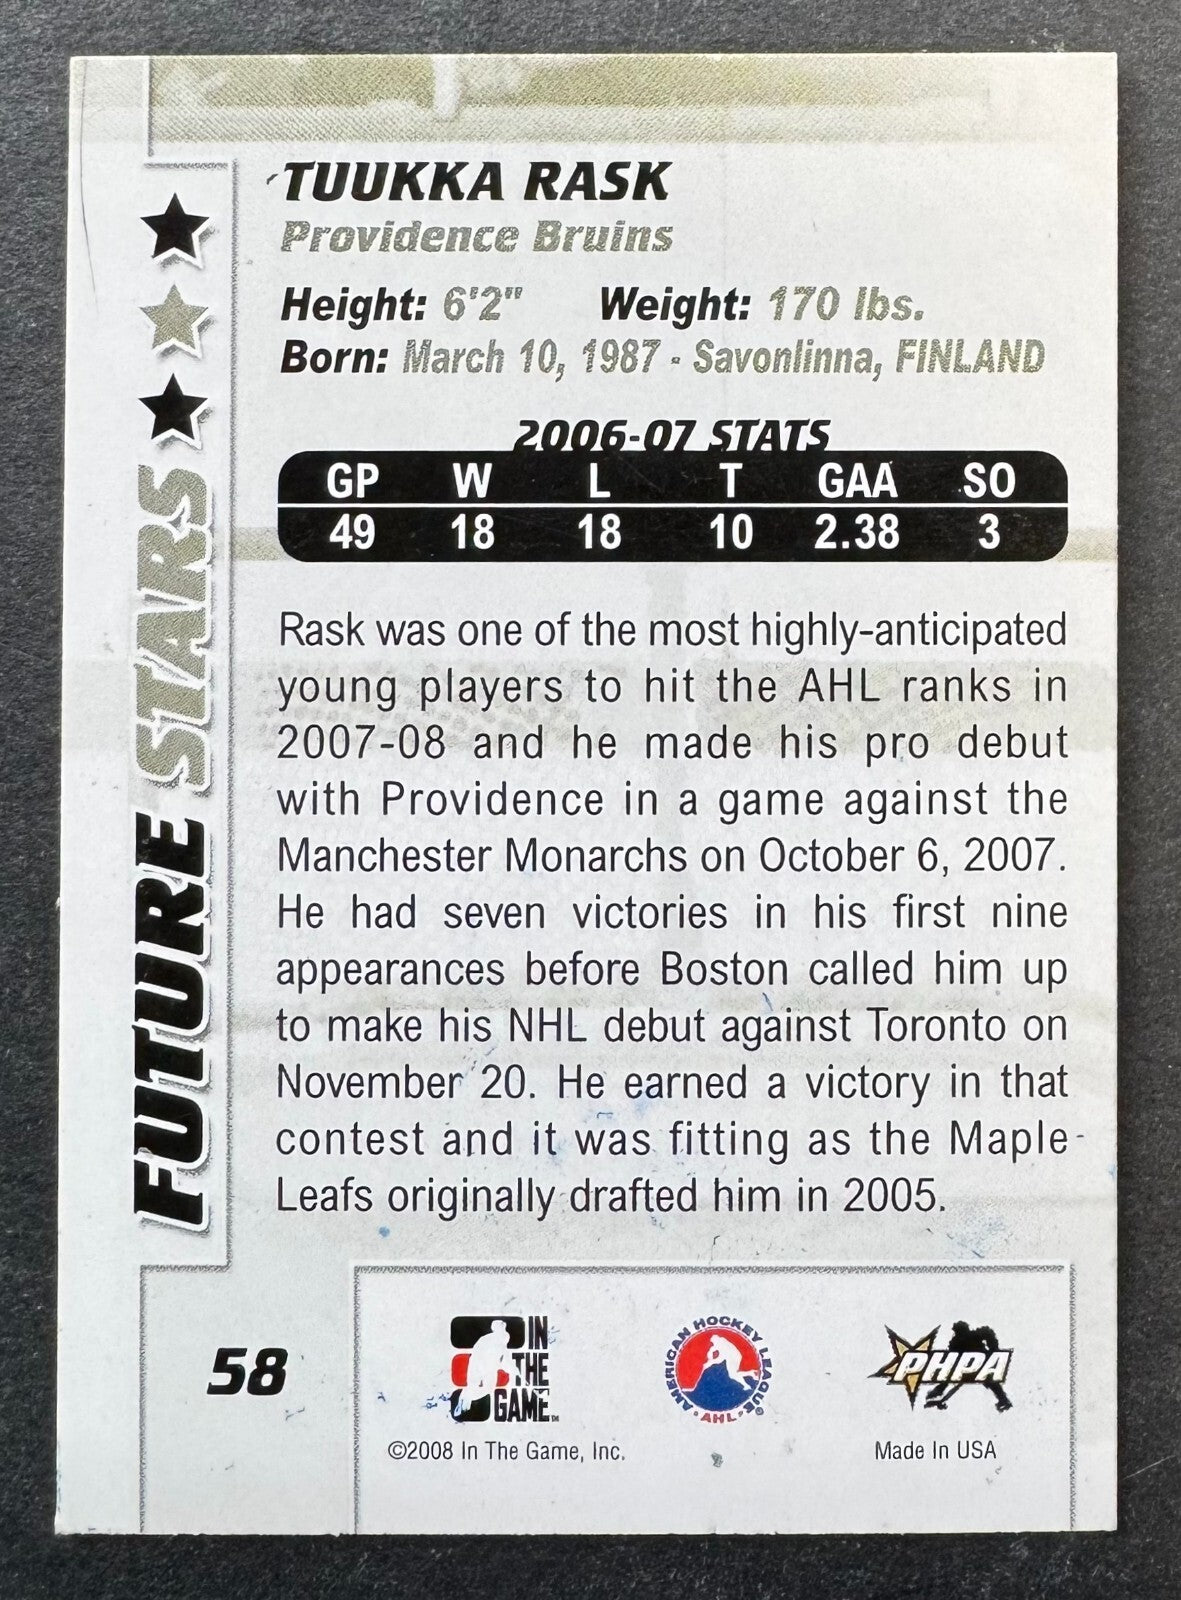 TUUKKA RASK
Providence Bruins
Height: 6'2" Weight: 170 lbs.
Born: March 10, 1987 - Savonlinna, FINLAND
2006-07 STATS
GP W L T GAA SO
49 18 18 10 2.38 3
Rask was one of the most highly-anticipated
young players to hit the AHL ranks in
2007-08 and he made his pro debut
with Providence in a game against the
Manchester Monarchs on October 6, 2007.
He had seven victories in his first nine
appearances before Boston called him up
to make his NHL debut against Toronto on
November 20. He earned a victory in that
contest and it was fitting as the Maple
Leafs originally drafted him in 2005.
FUTURE STARS
58
IN
THE
GAME™
AMERICAN HOCKEY LEAGUE
AHL
PHPA
©2008 In The Game, Inc.
Made In USA